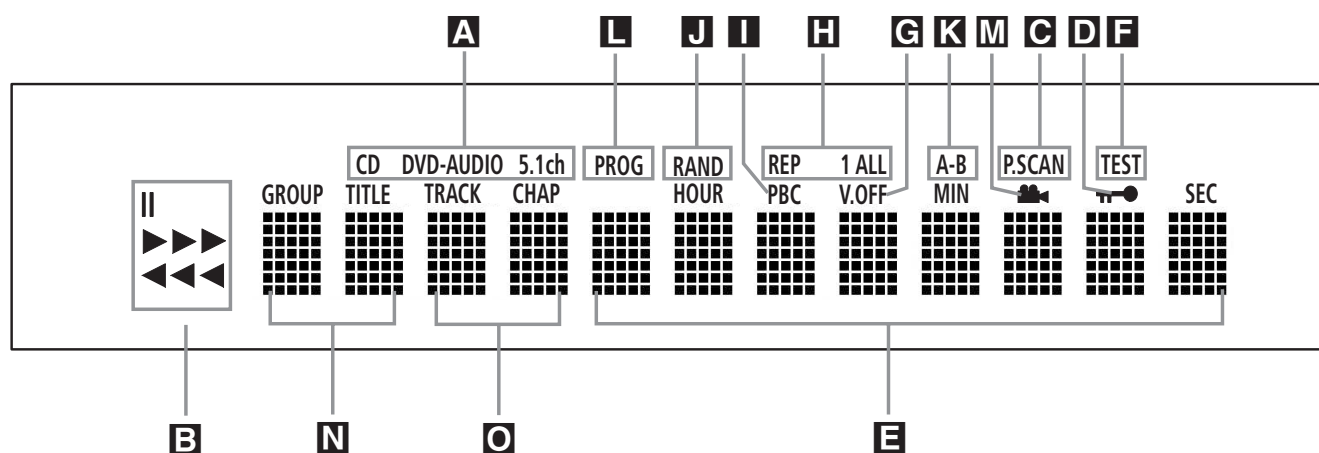 A L J I H G K M C D F
CD DVD-AUDIO 5.1ch PROG RAND REP 1 ALL A-B P.SCAN TEST
GROUP TITLE TRACK CHAP HOUR PBC V.OFF MIN SEC
B N O E